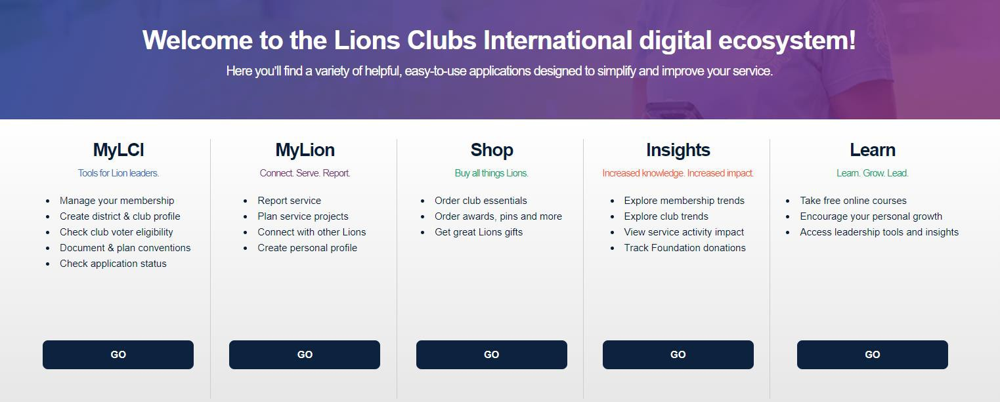 Welcome to the Lions Clubs International digital ecosystem!
Here you’ll find a variety of helpful, easy-to-use applications designed to simplify and improve your service.
MyLCI
Tools for Lion leaders.
Manage your membership
Create district & club profile
Check club voter eligibility
Document & plan conventions
Check application status
GO
MyLion
Connect. Serve. Report.
Report service
Plan service projects
Connect with other Lions
Create personal profile
GO
Shop
Buy all things Lions.
Order club essentials
Order awards, pins and more
Get great Lions gifts
GO
Insights
Increased knowledge. Increased impact.
Explore membership trends
Explore club trends
View service activity impact
Track Foundation donations
GO
Learn
Learn. Grow. Lead.
Take free online courses
Encourage your personal growth
Access leadership tools and insights
GO